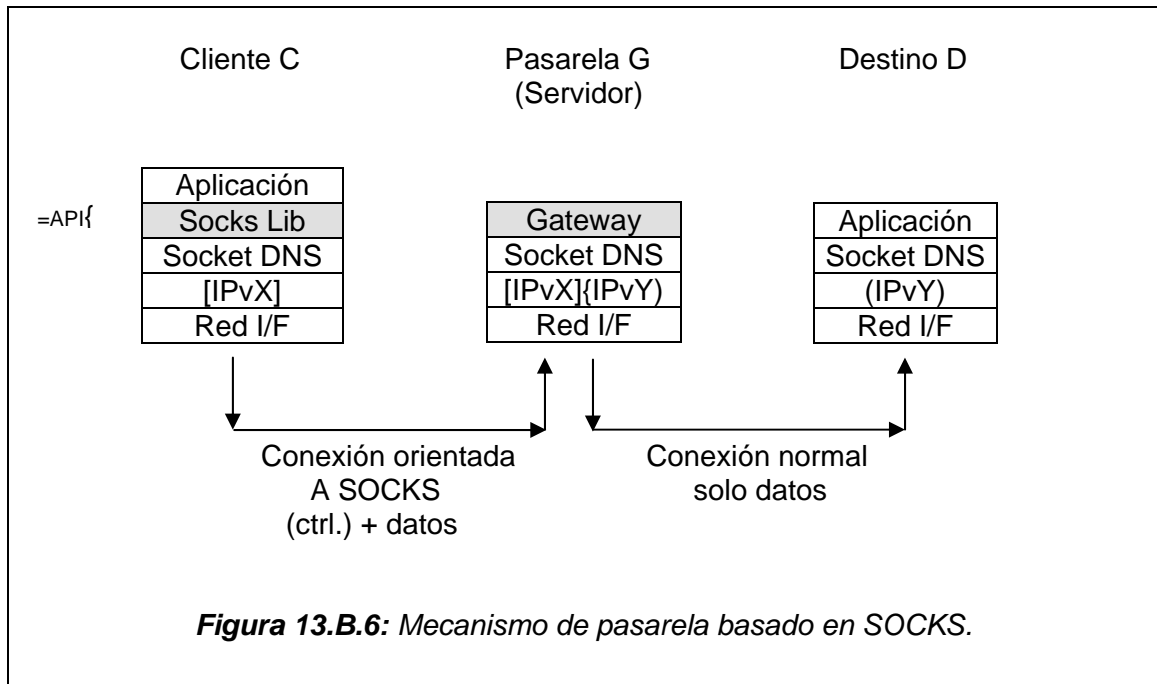 Cliente C
Pasarela G
(Servidor)
Destino D
=API{
Aplicación
Socks Lib
Socket DNS
[IPvX]
Red I/F
Gateway
Socket DNS
[IPvX]{IPvY)
Red I/F
Aplicación
Socket DNS
(IPvY)
Red I/F
Conexión orientada
A SOCKS
(ctrl.) + datos
Conexión normal
solo datos
Figura 13.B.6: Mecanismo de pasarela basado en SOCKS.